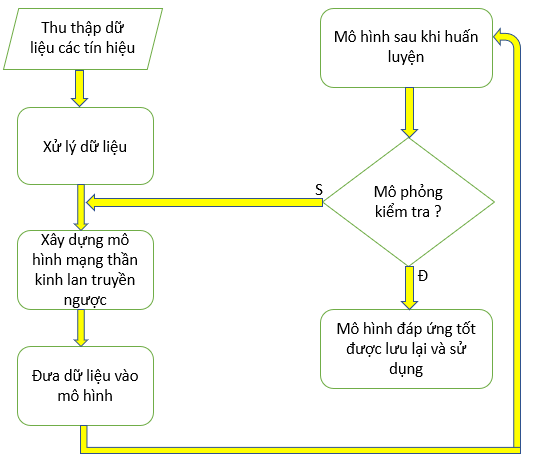 Thu thập dữ
liệu các tín hiệu
Xử lý dữ liệu
Xây dựng mô
hình mạng thần
kinh lan truyền
ngược
Đưa dữ liệu vào
mô hình
Mô hình sau khi huấn
luyện
Mô phỏng
kiểm tra ?
S
Đ
Mô hình đáp ứng tốt
được lưu lại và sử
dụng